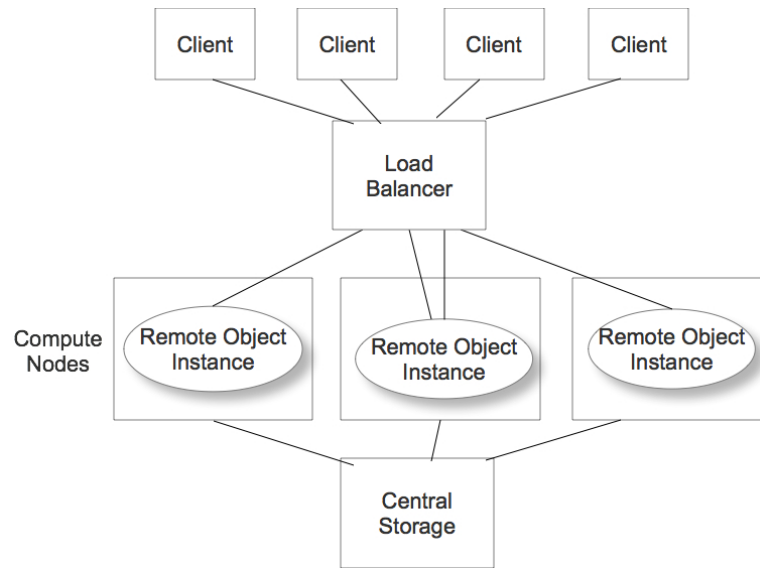 Client
Client
Client
Client
Load
Balancer
Compute
Nodes
Remote Object
Instance
Remote Object
Instance
Remote Object
Instance
Central
Storage